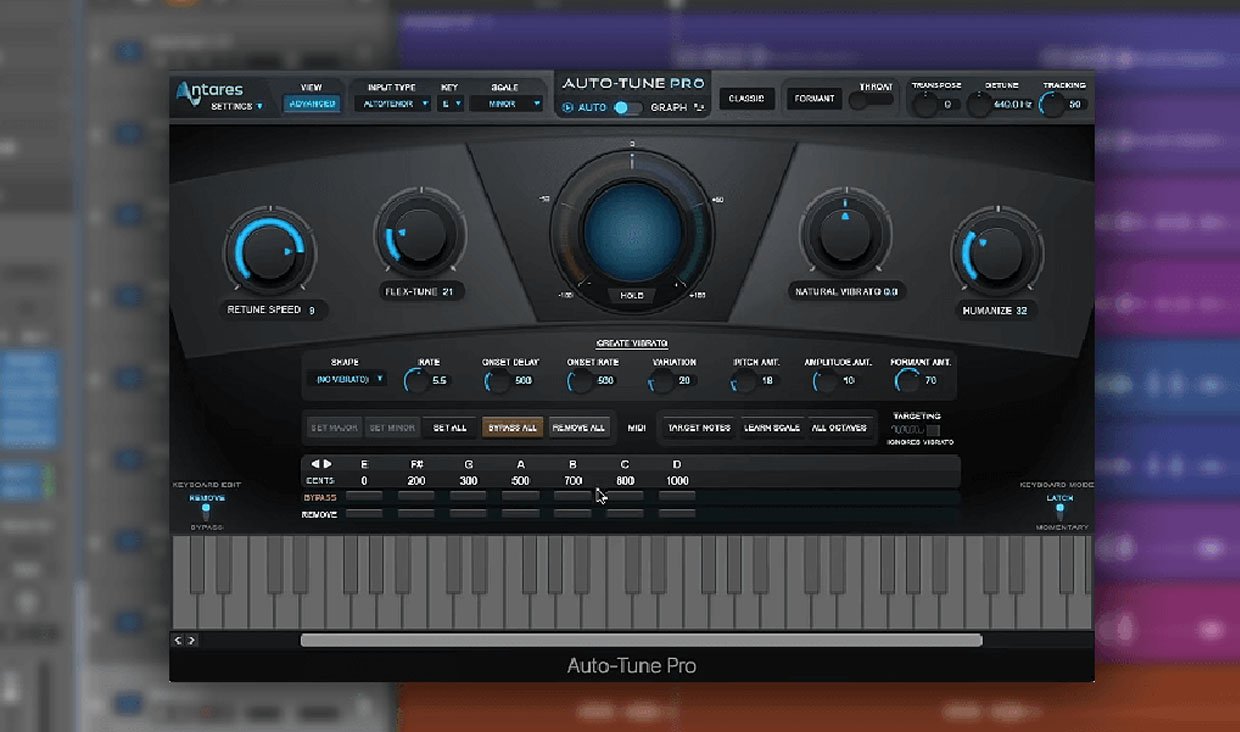 Antares
SETTINGS
VIEW
ADVANCED
INPUT TYPE
ALTO/TENOR
KEY
E
SCALE
MINOR
AUTO-TUNE PRO
AUTO
GRAPH
CLASSIC
FORMANT
THROAT
TRANSPOSE
0
DETUNE
440.0 Hz
TRACKING
50
RETUNE SPEED 9
FLEX-TUNE 21
0
-50
+50
-100
+100
HOLD
NATURAL VIBRATO 0.0
HUMANIZE 32
CREATE VIBRATO
SHAPE
(NO VIBRATO)
RATE
5.5
ONSET DELAY
500
ONSET RATE
500
VARIATION
20
PITCH AMT.
18
AMPLITUDE AMT.
10
FORMANT AMT.
70
SET MAJOR
SET MINOR
SET ALL
BYPASS ALL
REMOVE ALL
MIDI
TARGET NOTES
LEARN SCALE
ALL OCTAVES
TARGETING
IGNORES VIBRATO
E F# G A B C D
CENTS 0 200 300 500 700 800 1000
BYPASS
REMOVE
KEYBOARD EDIT
REMOVE
BYPASS
KEYBOARD MODE
LATCH
MOMENTARY
Auto-Tune Pro